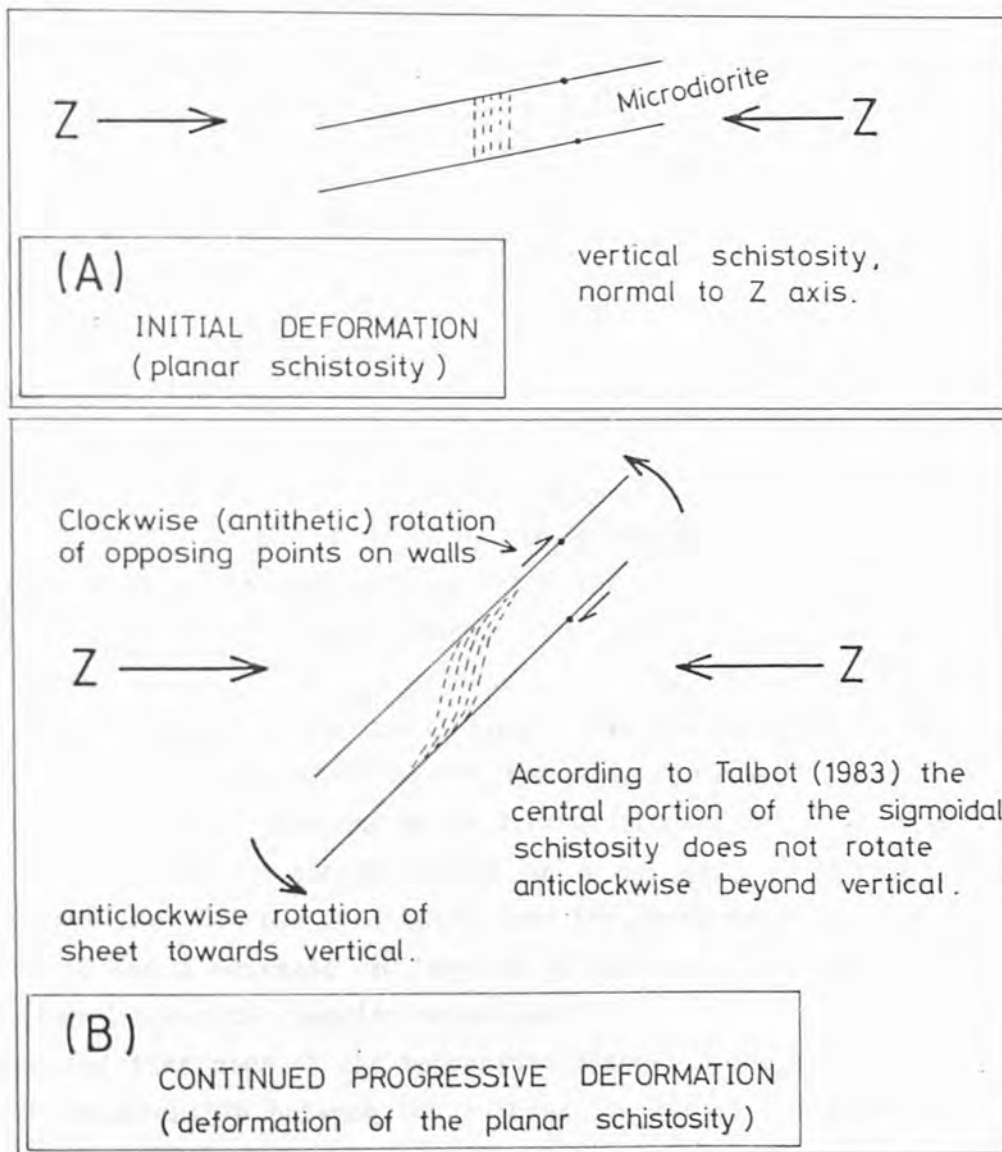 Z
Microdiorite
Z
vertical schistosity,
normal to Z axis.
(A)
INITIAL DEFORMATION
(planar schistosity)
Clockwise (antithetic) rotation
of opposing points on walls
Z
Z
According to Talbot (1983) the
central portion of the sigmoidal
schistosity does not rotate
anticlockwise beyond vertical.
anticlockwise rotation of
sheet towards vertical.
(B)
CONTINUED PROGRESSIVE DEFORMATION
(deformation of the planar schistosity)